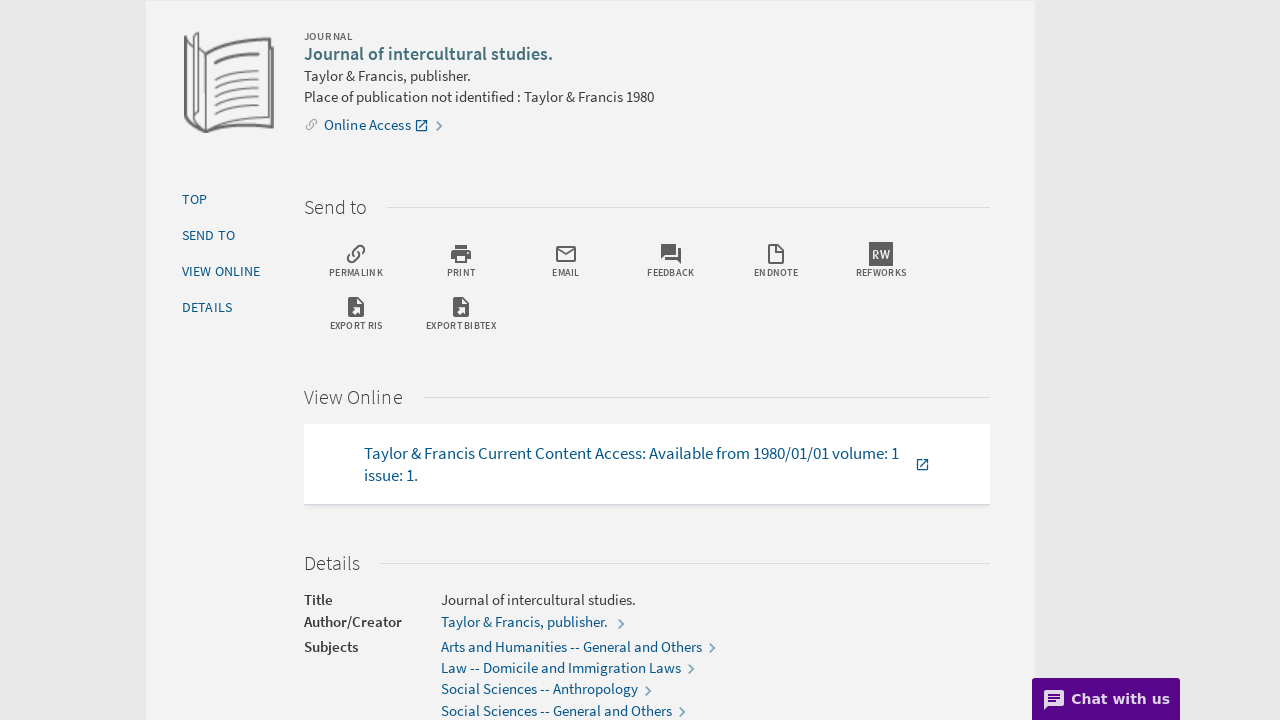 JOURNAL
Journal of intercultural studies.
Taylor & Francis, publisher.
Place of publication not identified : Taylor & Francis 1980
Online Access
TOP
SEND TO
VIEW ONLINE
DETAILS
Send to
PERMALINK
PRINT
EMAIL
FEEDBACK
ENDNOTE
RW
REFWORKS
EXPORT RIS
EXPORT BIBTEX
View Online
Taylor & Francis Current Content Access: Available from 1980/01/01 volume: 1
issue: 1.
Details
Title Journal of intercultural studies.
Author/Creator Taylor & Francis, publisher.
Subjects Arts and Humanities -- General and Others
Law -- Domicile and Immigration Laws
Social Sciences -- Anthropology
Social Sciences -- General and Others
Chat with us